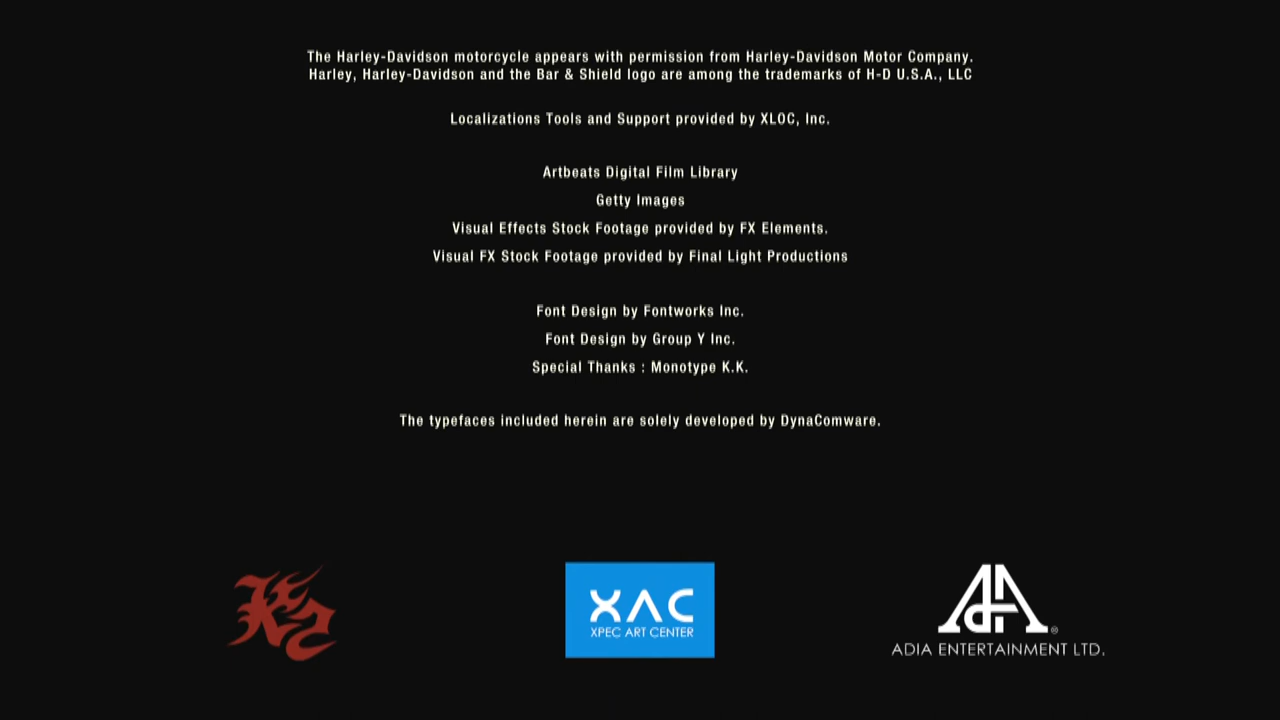 The Harley-Davidson motorcycle appears with permission from Harley-Davidson Motor Company.
Harley, Harley-Davidson and the Bar & Shield logo are among the trademarks of H-D U.S.A., LLC
Localizations Tools and Support provided by XLOC, Inc.
Artbeats Digital Film Library
Getty Images
Visual Effects Stock Footage provided by FX Elements.
Visual FX Stock Footage provided by Final Light Productions
Font Design by Fontworks Inc.
Font Design by Group Y Inc.
Special Thanks : Monotype K.K.
The typefaces included herein are solely developed by DynaComware.
XAC
XPEC ART CENTER
®
ADIA ENTERTAINMENT LTD.